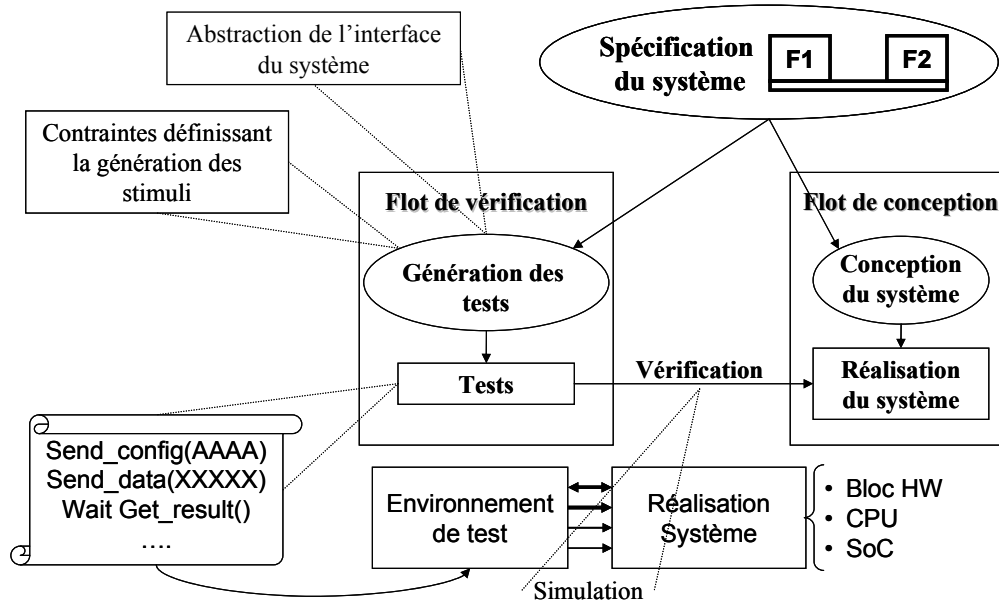 Abstraction de l'interface
du système
Spécification
du système
F1
F2
Contraintes définissant
la génération des
stimuli
Flot de vérification
Flot de conception
Génération des
tests
Conception
du système
Tests
Vérification
Réalisation
du système
Send_config(AAAA)
Send_data(XXXXX)
Wait Get_result()
....
Environnement
de test
Réalisation
Système
• Bloc HW
• CPU
• SoC
Simulation